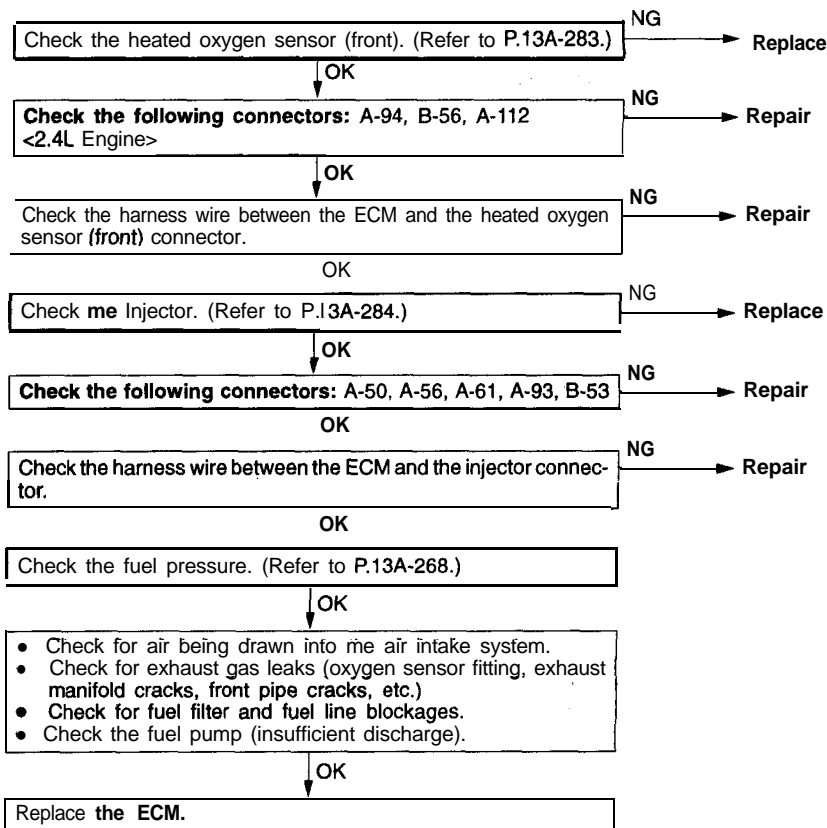 Check the heated oxygen sensor (front). (Refer to P.13A-283.)
NG
Replace
OK
Check the following connectors: A-94, B-56, A-112
<2.4L Engine>
NG
Repair
OK
Check the harness wire between the ECM and the heated oxygen
sensor (front) connector.
NG
Repair
OK
Check me Injector. (Refer to P.l3A-284.)
NG
Replace
OK
Check the following connectors: A-50, A-56, A-61, A-93, B-53
NG
Repair
OK
Check the harness wire between the ECM and the injector connec-
tor.
NG
Repair
OK
Check the fuel pressure. (Refer to P.13A-268.)
OK
• Check for air being drawn into me air intake system.
• Check for exhaust gas leaks (oxygen sensor fitting, exhaust
manifold cracks, front pipe cracks, etc.)
• Check for fuel filter and fuel line blockages.
• Check the fuel pump (insufficient discharge).
OK
Replace the ECM.